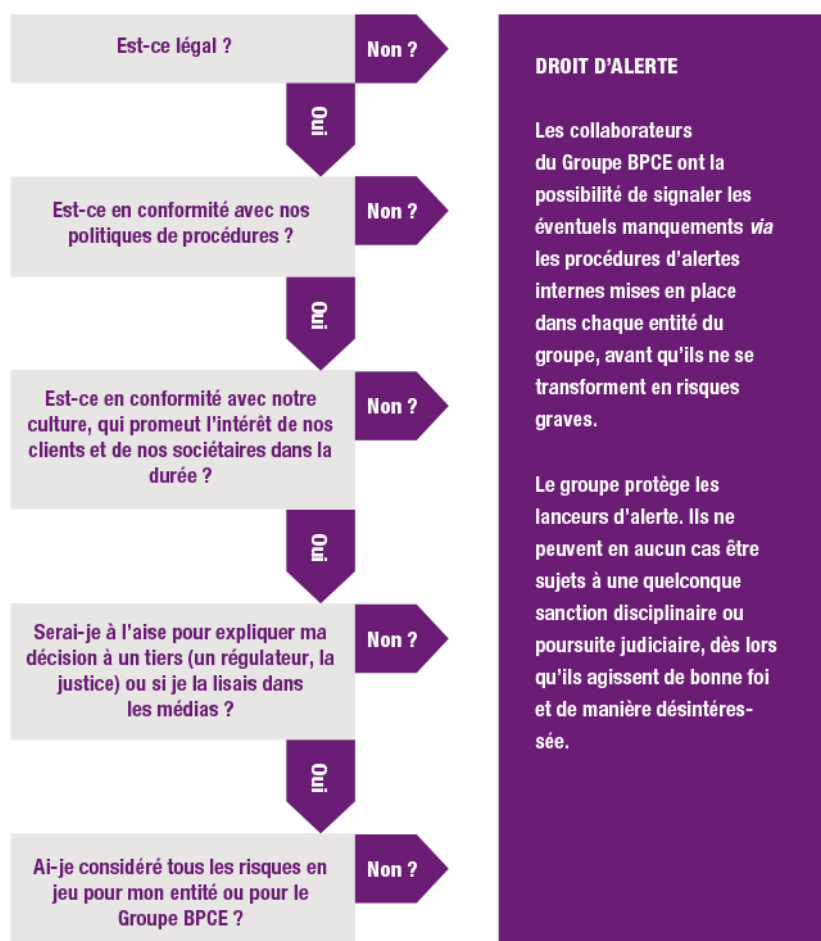 Est-ce légal ?
Non ?
Oui
Est-ce en conformité avec nos
politiques de procédures ?
Non ?
Oui
Est-ce en conformité avec notre
culture, qui promeut l’intérêt de nos
clients et de nos sociétaires dans la
durée ?
Non ?
Oui
Serai-je à l’aise pour expliquer ma
décision à un tiers (un régulateur, la
justice) ou si je la lisais dans
les médias ?
Non ?
Oui
Ai-je considéré tous les risques en
jeu pour mon entité ou pour le
Groupe BPCE ?
Non ?
DROIT D’ALERTE
Les collaborateurs
du Groupe BPCE ont la
possibilité de signaler les
éventuels manquements via
les procédures d’alertes
internes mises en place
dans chaque entité du
groupe, avant qu’ils ne se
transforment en risques
graves.
Le groupe protège les
lanceurs d’alerte. Ils ne
peuvent en aucun cas être
sujets à une quelconque
sanction disciplinaire ou
poursuite judiciaire, dès lors
qu’ils agissent de bonne foi
et de manière désintéres-
sée.